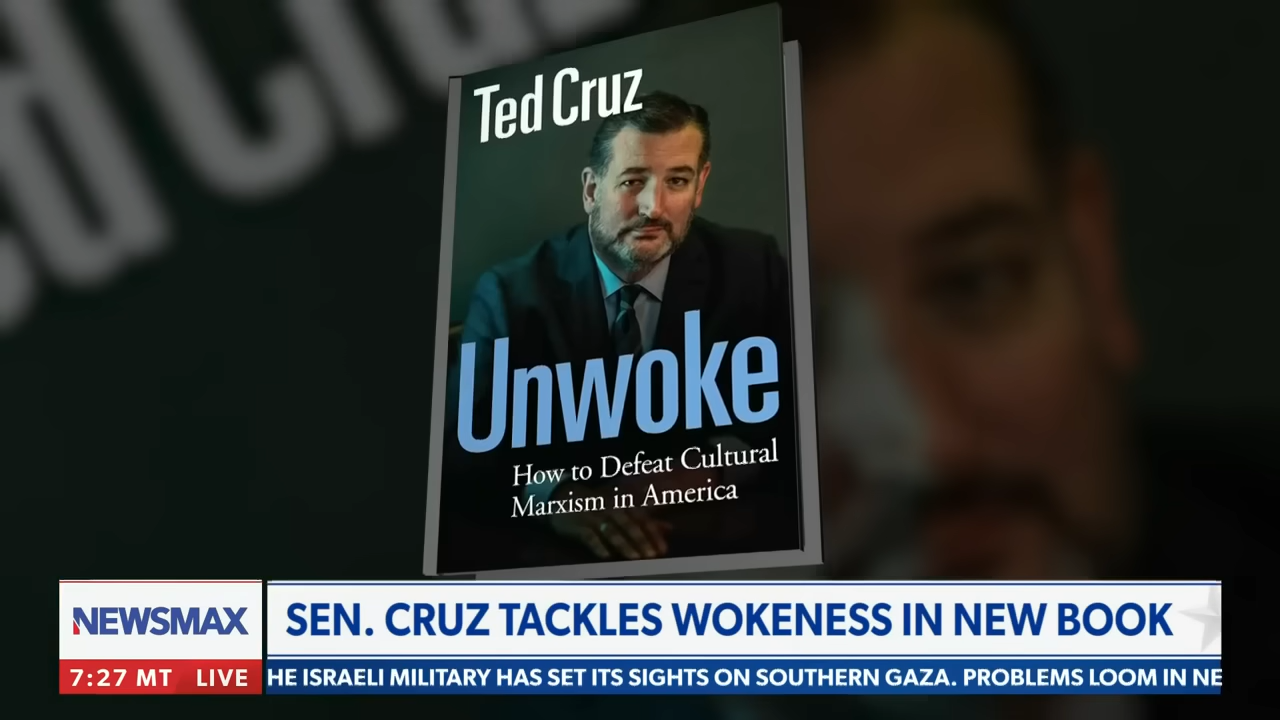 Ted Cruz
Unwoke
How to Defeat Cultural
Marxism in America
NEWSMAX
SEN. CRUZ TACKLES WOKENESS IN NEW BOOK
7:27 MT LIVE
HE ISRAELI MILITARY HAS SET ITS SIGHTS ON SOUTHERN GAZA. PROBLEMS LOOM IN NE